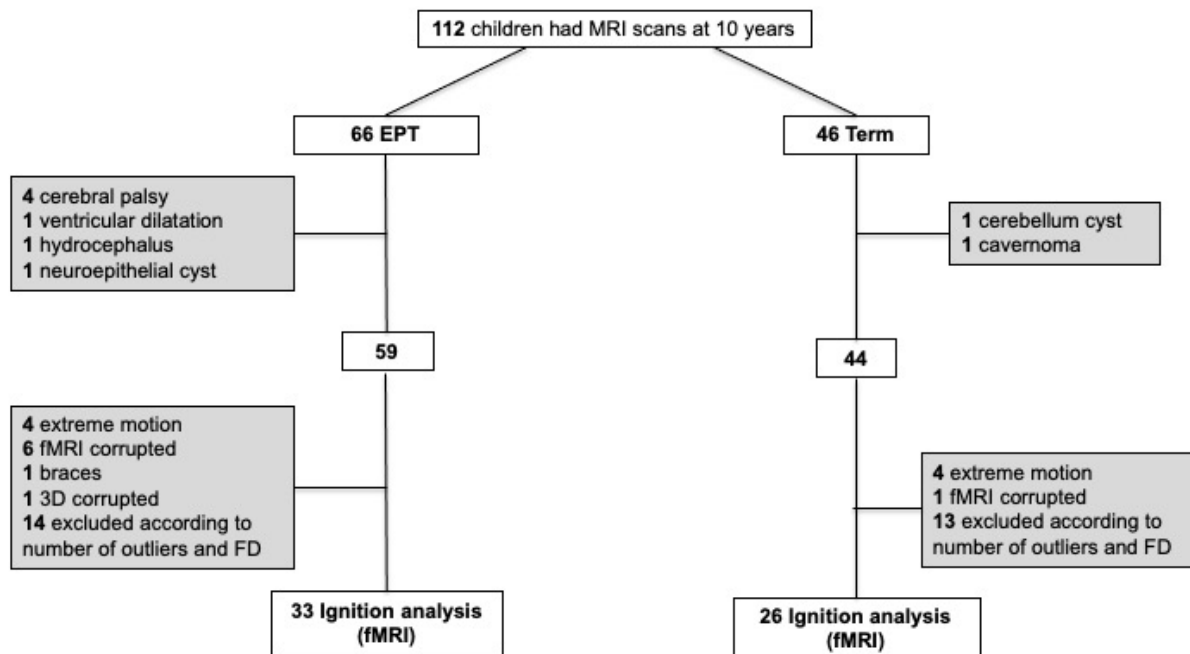 112 children had MRI scans at 10 years
66 EPT
46 Term
4 cerebral palsy
1 ventricular dilatation
1 hydrocephalus
1 neuroepithelial cyst
1 cerebellum cyst
1 cavernoma
59
44
4 extreme motion
6 fMRI corrupted
1 braces
1 3D corrupted
14 excluded according to
number of outliers and FD
4 extreme motion
1 fMRI corrupted
13 excluded according to
number of outliers and FD
33 Ignition analysis
(fMRI)
26 Ignition analysis
(fMRI)